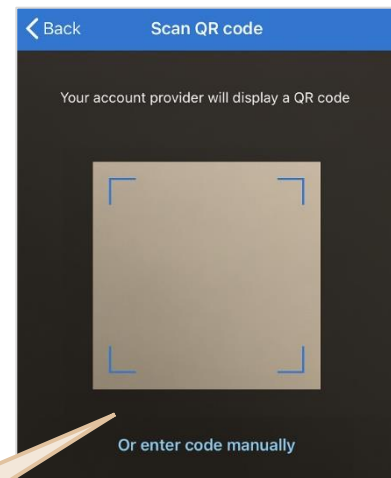 Back
Scan QR code
Your account provider will display a QR code
Or enter code manually